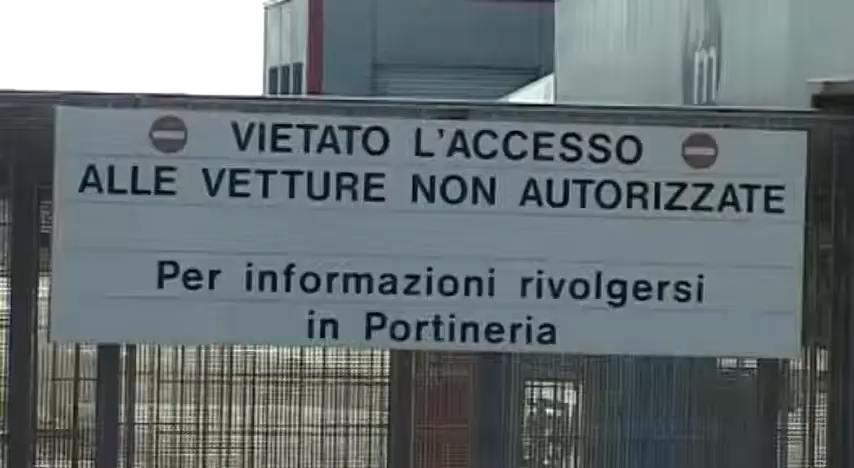 VIETATO L'ACCESSO
ALLE VETTURE NON AUTORIZZATE
Per informazioni rivolgersi
in Portineria
m